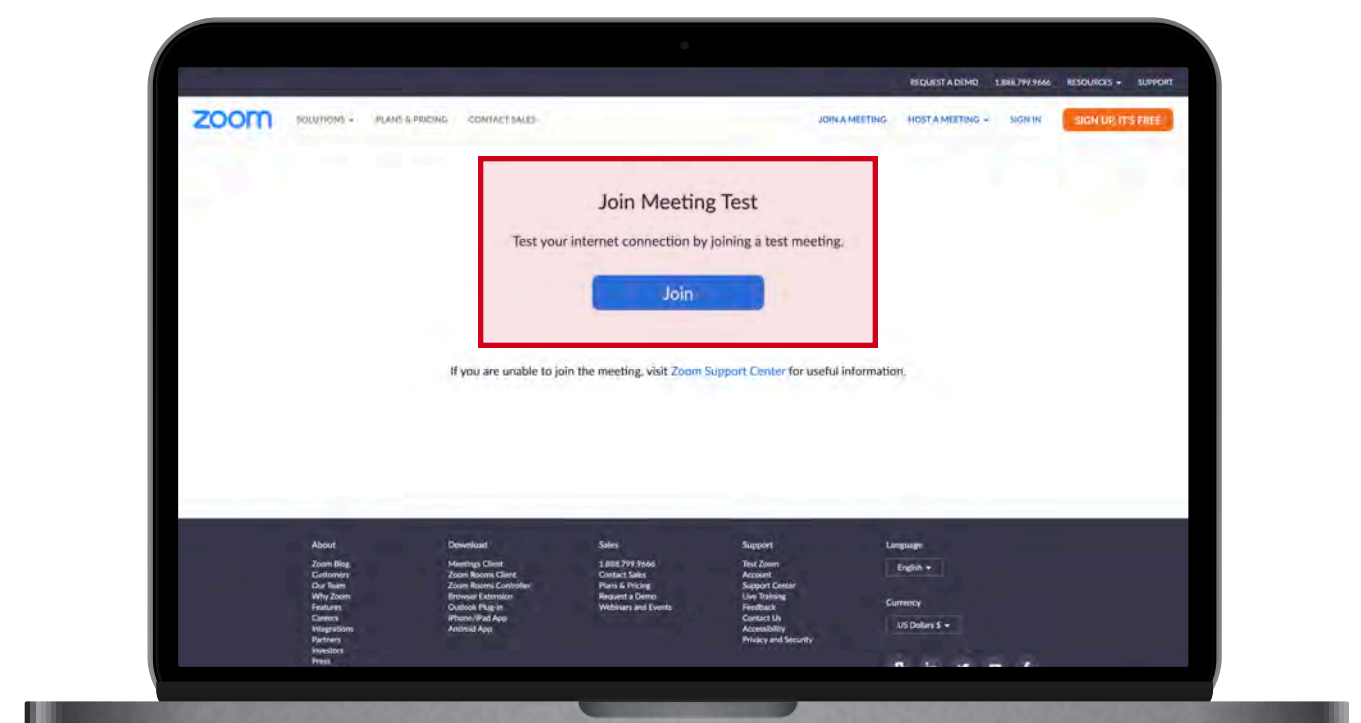 REQUEST A DEMO 1.888.799.9666 RESOURCES SUPPORT
zoom SOLUTIONS PLANS & PRICING CONTACT SALES JOIN A MEETING HOST A MEETING SIGN IN SIGN UP, IT'S FREE
Join Meeting Test
Test your internet connection by joining a test meeting.
Join
If you are unable to join the meeting, visit Zoom Support Center for useful information.
About
Zoom Blog
Customers
Our Team
Why Zoom
Features
Careers
Integrations
Partners
Investors
Press
Download
Meetings Client
Zoom Rooms Client
Zoom Rooms Controller
Browser Extension
Outlook Plug-in
iPhone/iPad App
Android App
Sales
1.888.799.9666
Contact Sales
Plans & Pricing
Request a Demo
Webinars and Events
Support
Test Zoom
Account
Support Center
Live Training
Feedback
Contact Us
Accessibility
Privacy and Security
Language
English
Currency
US Dollars $